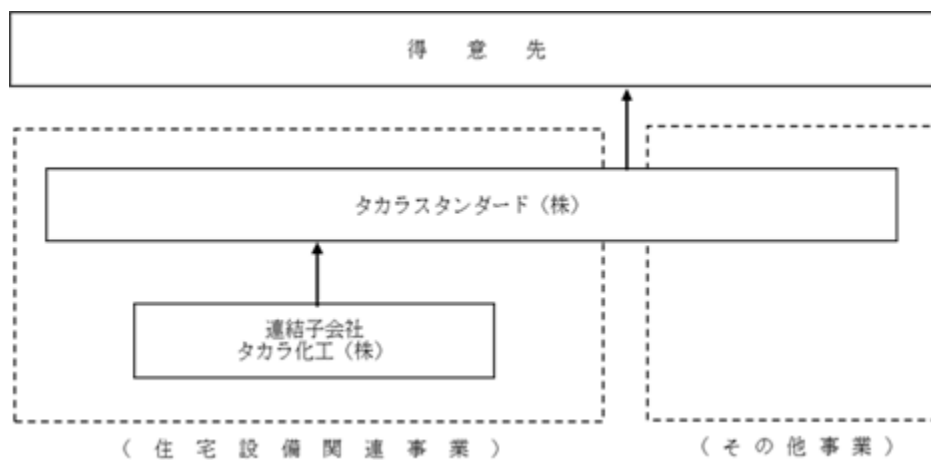 得意先
タカラスタンダード（株）
連結子会社
タカラ化工（株）
（住宅設備関連事業）
（その他事業）